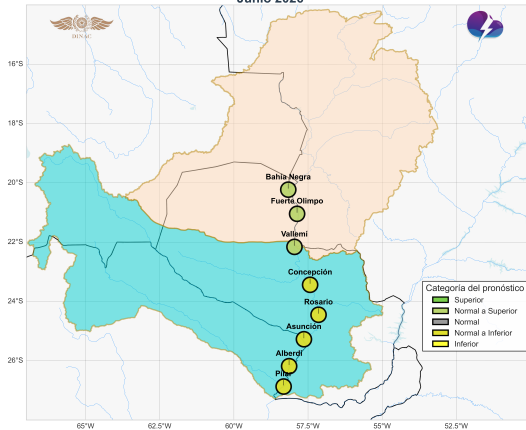 Junio 2026
DINAC
16°S
18°S
20°S
22°S
24°S
26°S
Bahía Negra
Fuerte Olimpo
Vallemí
Concepción
Rosario
Asunción
Alberdi
Pilar
Categoría del pronóstico
Superior
Normal a Superior
Normal
Normal a Inferior
Inferior
65°W
62.5°W
60°W
57.5°W
55°W
52.5°W